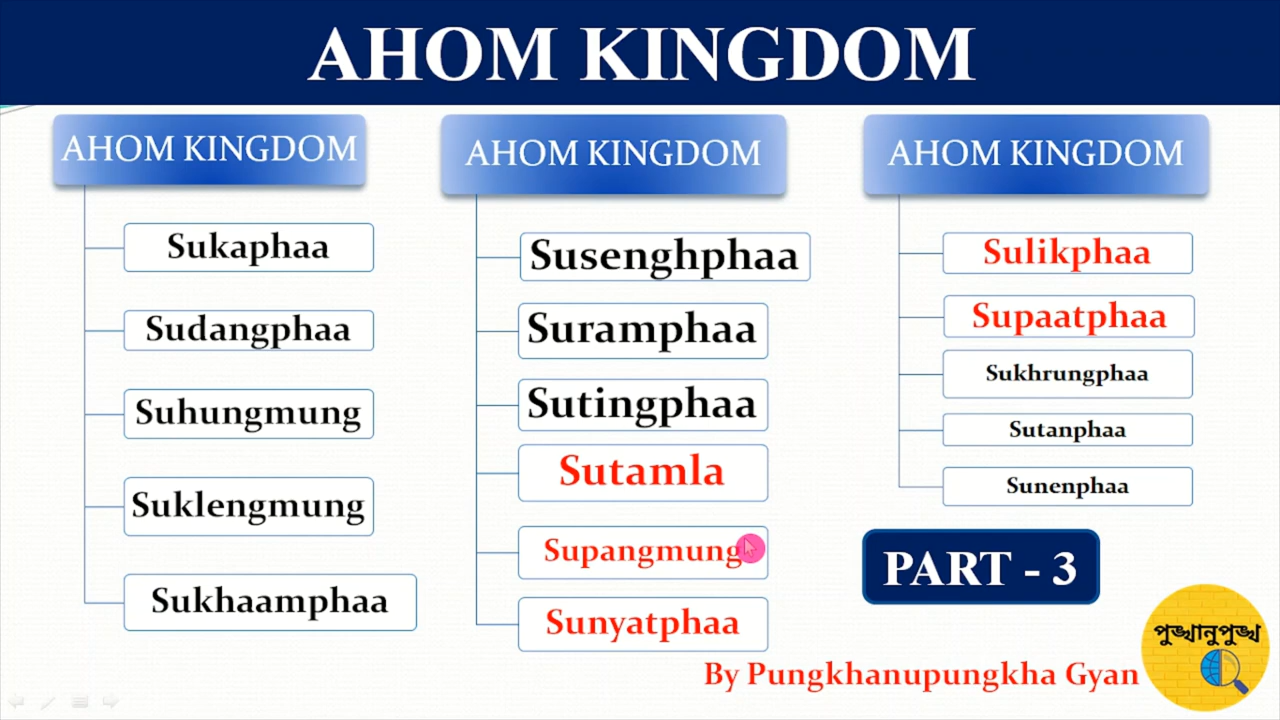 AHOM KINGDOM
AHOM KINGDOM
Sukaphaa
Sudangphaa
Suhungmung
Suklengmung
Sukhaamphaa
AHOM KINGDOM
Susenghphaa
Suramphaa
Sutingphaa
Sutamla
Supangmung
Sunyatphaa
AHOM KINGDOM
Sulikphaa
Supaatphaa
Sukhrungphaa
Sutanphaa
Sunenphaa
PART - 3
By Pungkhanupungkha Gyan
পুঙ্খানুপুঙ্খ